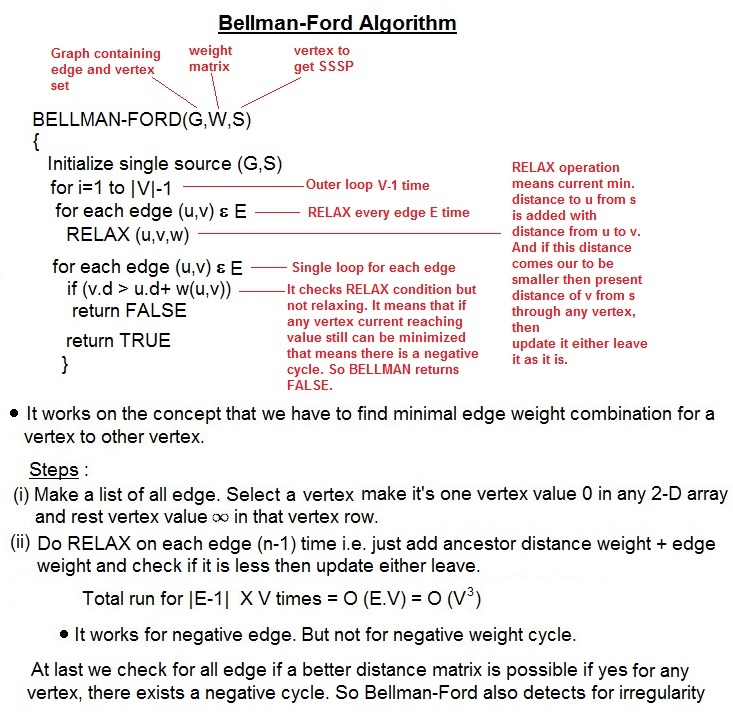 Bellman-Ford Algorithm
Graph containing
edge and vertex
set
weight
matrix
vertex to
get SSSP
BELLMAN-FORD(G,W,S)
{
Initialize single source (G,S)
for i=1 to |V|-1
Outer loop V-1 time
for each edge (u,v) ε E
RELAX every edge E time
RELAX (u,v,w)
RELAX operation
means current min.
distance to u from s
is added with
distance from u to v.
And if this distance
comes our to be
smaller then present
distance of v from s
through any vertex,
then
update it either leave
it as it is.
for each edge (u,v) ε E
Single loop for each edge
if (v.d > u.d+ w(u,v))
return FALSE
It checks RELAX condition but
not relaxing. It means that if
any vertex current reaching
value still can be minimized
that means there is a negative
cycle. So BELLMAN returns
FALSE.
return TRUE
}
• It works on the concept that we have to find minimal edge weight combination for a
vertex to other vertex.
Steps :
(i) Make a list of all edge. Select a vertex make it's one vertex value 0 in any 2-D array
and rest vertex value ∞ in that vertex row.
(ii) Do RELAX on each edge (n-1) time i.e. just add ancestor distance weight + edge
weight and check if it is less then update either leave.
Total run for |E-1| X V times = O (E.V) = O (V³)
• It works for negative edge. But not for negative weight cycle.
At last we check for all edge if a better distance matrix is possible if yes for any
vertex, there exists a negative cycle. So Bellman-Ford also detects for irregularity